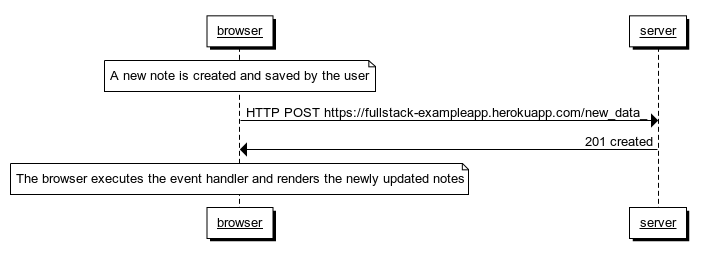 browser server
A new note is created and saved by the user
HTTP POST https://fullstack-exampleapp.herokuapp.com/new_data_
201 created
The browser executes the event handler and renders the newly updated notes
browser server